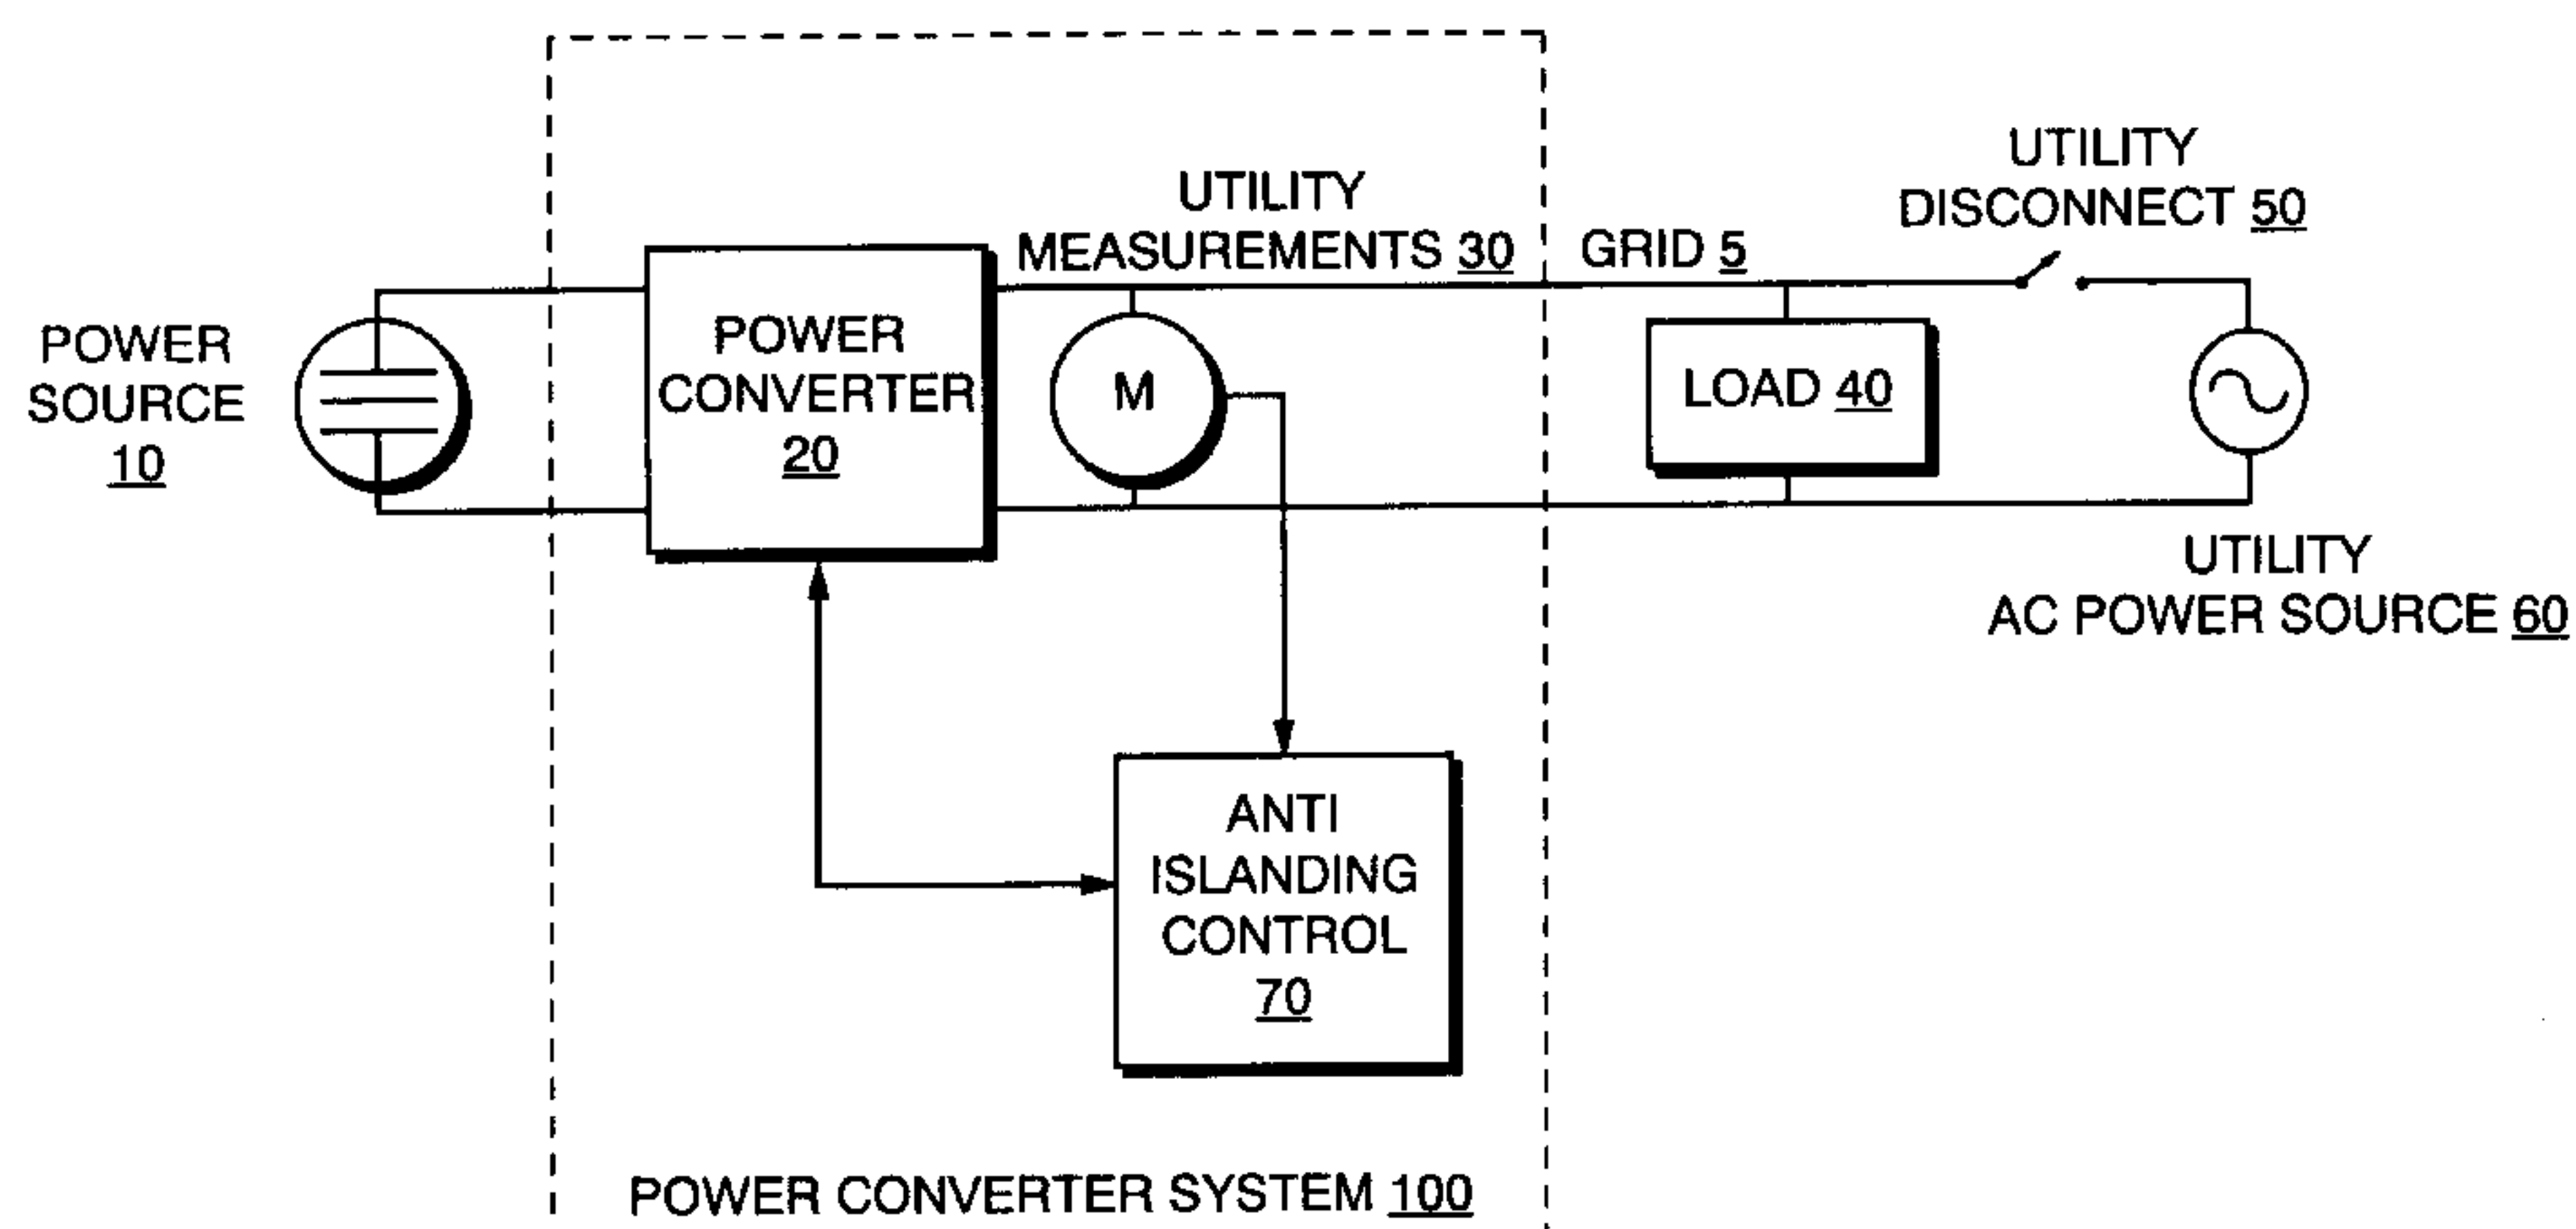 POWER
SOURCE
10
POWER
CONVERTER
20
UTILITY
MEASUREMENTS 30
M
GRID 5
LOAD 40
UTILITY
DISCONNECT 50
UTILITY
AC POWER SOURCE 60
ANTI
ISLANDING
CONTROL
70
POWER CONVERTER SYSTEM 100